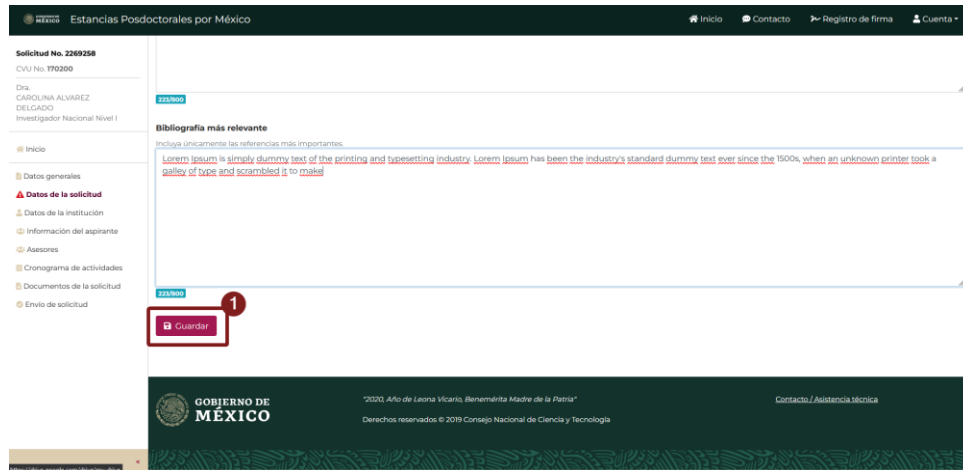 GOBIERNO DE MÉXICO Estancias Posdoctorales por México
Inicio Contacto Registro de firma Cuenta
Solicitud No. 2269258
CVU No. 170200
Dra.
CAROLINA ALVAREZ
DELGADO
Investigador Nacional Nivel I
Inicio
Datos generales
Datos de la solicitud
Datos de la institución
Información del aspirante
Asesores
Cronograma de actividades
Documentos de la solicitud
Envío de solicitud
223/800
Bibliografía más relevante
Incluya únicamente las referencias más importantes.
Lorem Ipsum is simply dummy text of the printing and typesetting industry. Lorem Ipsum has been the industry's standard dummy text ever since the 1500s, when an unknown printer took a
galley of type and scrambled it to make
223/800
1
Guardar
GOBIERNO DE
MÉXICO
"2020, Año de Leona Vicario, Benemérita Madre de la Patria"
Derechos reservados © 2019 Consejo Nacional de Ciencia y Tecnología
Contacto / Asistencia técnica